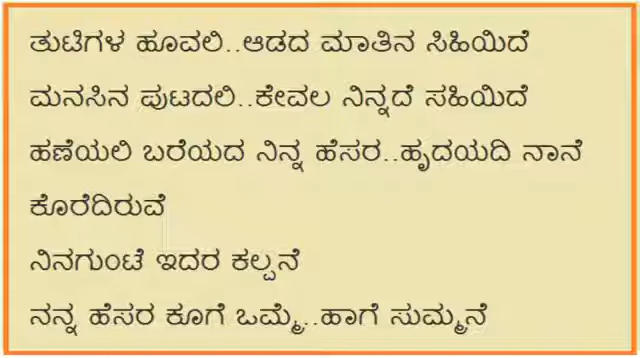 ತುಟಿಗಳ ಹೂವಲಿ..ಆಡದ ಮಾತಿನ ಸಿಹಿಯಿದೆ
ಮನಸಿನ ಪುಟದಲಿ..ಕೇವಲ ನಿನ್ನದೆ ಸಹಿಯಿದೆ
ಹಣೆಯಲಿ ಬರೆಯದ ನಿನ್ನ ಹೆಸರ..ಹೃದಯದಿ ನಾನೆ
ಕೊರೆದಿರುವೆ
ನಿನಗುಂಟೆ ಇದರ ಕಲ್ಪನೆ
ನನ್ನ ಹೆಸರ ಕೂಗೆ ಒಮ್ಮೆ..ಹಾಗೆ ಸುಮ್ಮನೆ